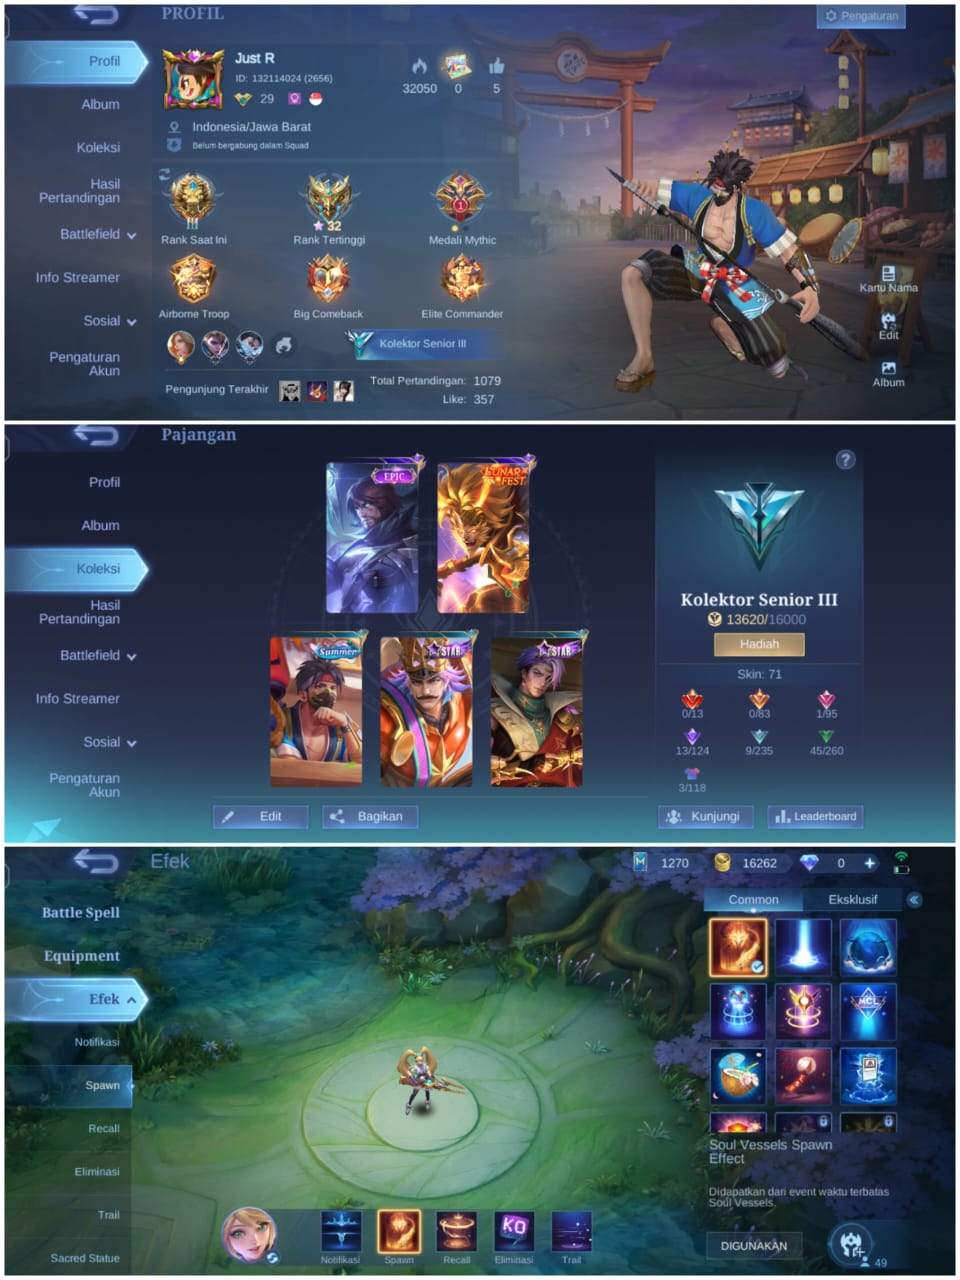 PROFIL
Pengaturan
Profil
Album
Koleksi
Hasil
Pertandingan
Battlefield
Info Streamer
Sosial
Pengaturan
Akun
Just R
ID: 132114024 (2656)
29
32050
0
5
Indonesia/Jawa Barat
Belum bergabung dalam Squad
III
32
1
Rank Saat Ini
Rank Tertinggi
Medali Mythic
Airborne Troop
Big Comeback
Elite Commander
Kolektor Senior III
Pengunjung Terakhir
Total Pertandingan: 1079
Like: 357
Kartu Nama
Edit
Album
Pajangan
Profil
Album
Koleksi
Hasil
Pertandingan
Battlefield
Info Streamer
Sosial
Pengaturan
Akun
EPIC
LUNAR
FEST
Summer
STAR
STAR
?
Kolektor Senior III
13620/16000
Hadiah
Skin: 71
0/13
0/83
1/95
13/124
9/235
45/260
3/118
Edit
Bagikan
Kunjungi
Leaderboard
Efek
1270
16262
0
+
Battle Spell
Equipment
Efek
Notifikasi
Spawn
Recall
Eliminasi
Trail
Sacred Statue
Common
Eksklusif
MCL
Soul Vessels Spawn
Effect
Didapatkan dari event waktu terbatas
Soul Vessels.
DIGUNAKAN
49
KO
Notifikasi
Spawn
Recall
Eliminasi
Trail